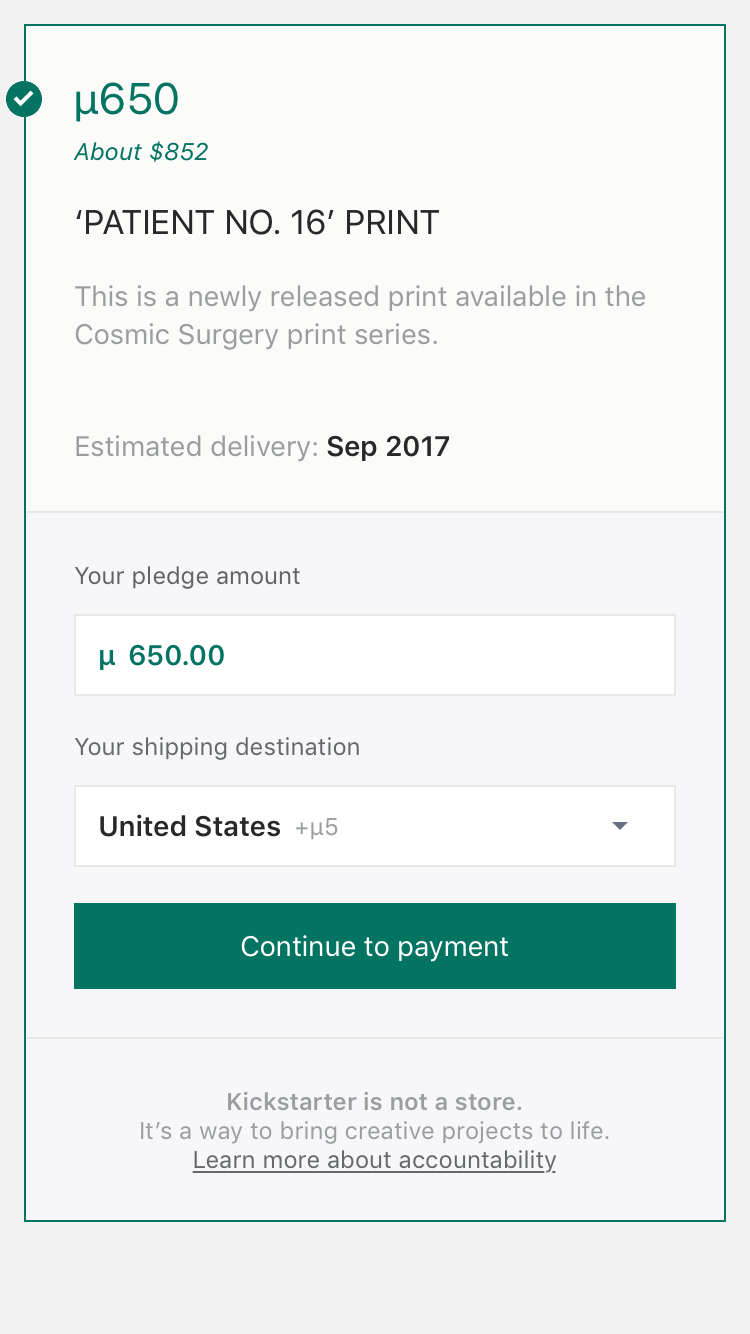 µ650
About $852
‘PATIENT NO. 16’ PRINT
This is a newly released print available in the
Cosmic Surgery print series.
Estimated delivery: Sep 2017
Your pledge amount
µ 650.00
Your shipping destination
United States +µ5
Continue to payment
Kickstarter is not a store.
It’s a way to bring creative projects to life.
Learn more about accountability